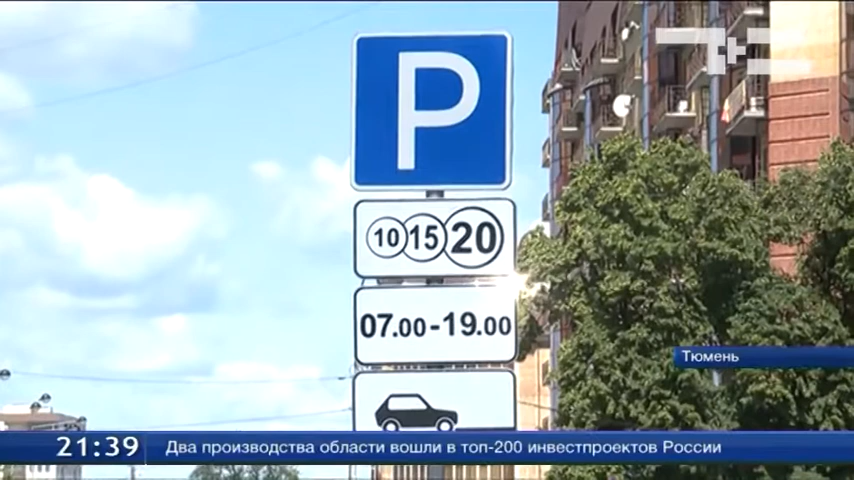 P
10 15 20
07.00-19.00
Тюмень
21:39 Два производства области вошли в топ-200 инвестпроектов России